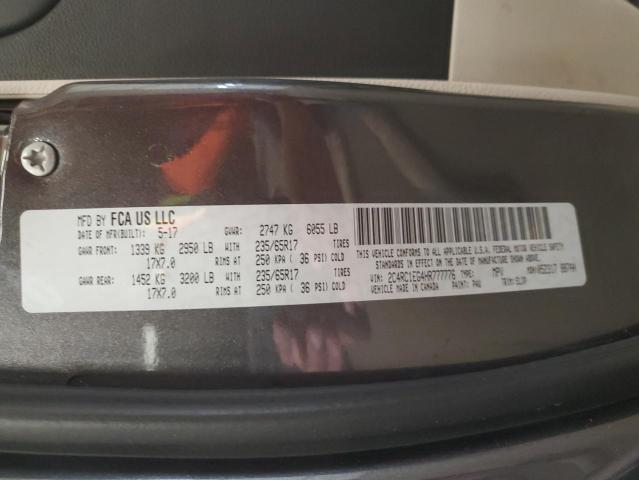 MFD BY FCA US LLC
DATE OF MFR(BUILT): 5-17 GVWR: 2747 KG 6055 LB
GAWR FRONT: 1339 KG 2950 LB WITH 235/65R17 TIRES
17X7.0 RIMS AT 250 KPA ( 36 PSI) COLD
GAWR REAR: 1452 KG 3200 LB WITH 235/65R17 TIRES
17X7.0 RIMS AT 250 KPA ( 36 PSI) COLD
THIS VEHICLE CONFORMS TO ALL APPLICABLE U.S.A. FEDERAL MOTOR VEHICLE SAFETY
STANDARDS IN EFFECT ON THE DATE OF MANUFACTURE SHOWN ABOVE.
VIN: 2C4RC1EG4HR777776 TYPE: MPV
VEHICLE MADE IN CANADA PAINT: PAU TRIM: